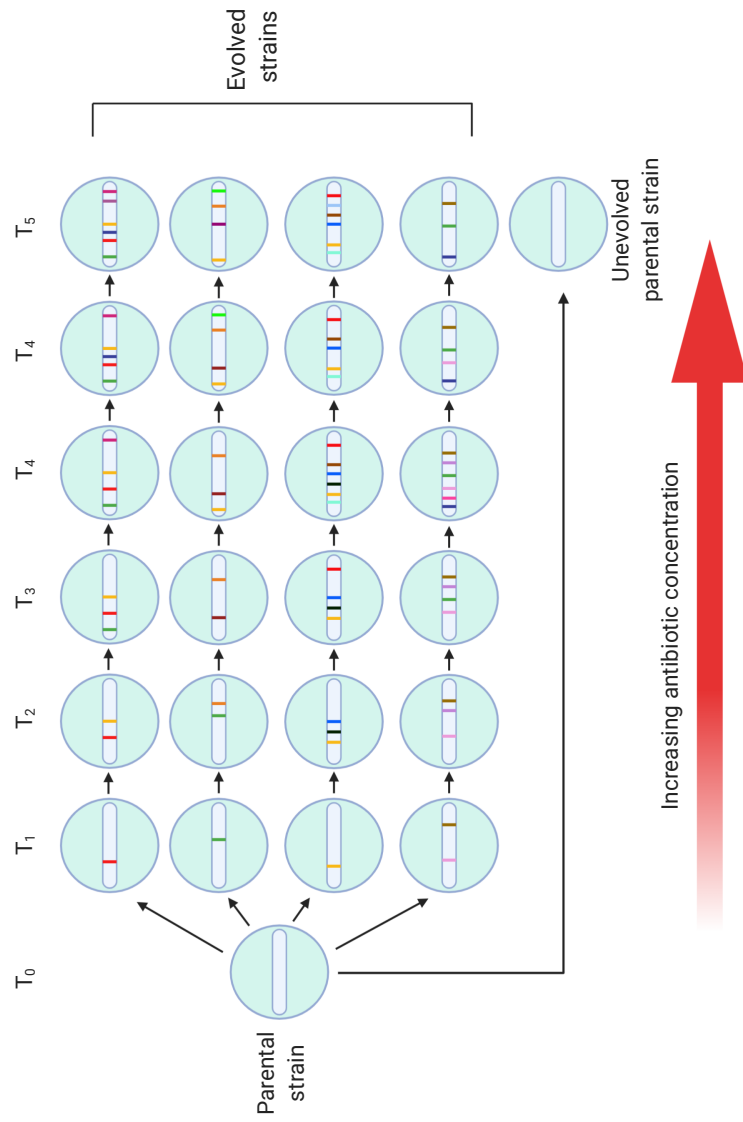 T0
T1
T2
T3
T4
T4
T5
Parental
strain
Evolved
strains
Unevolved
parental strain
Increasing antibiotic concentration